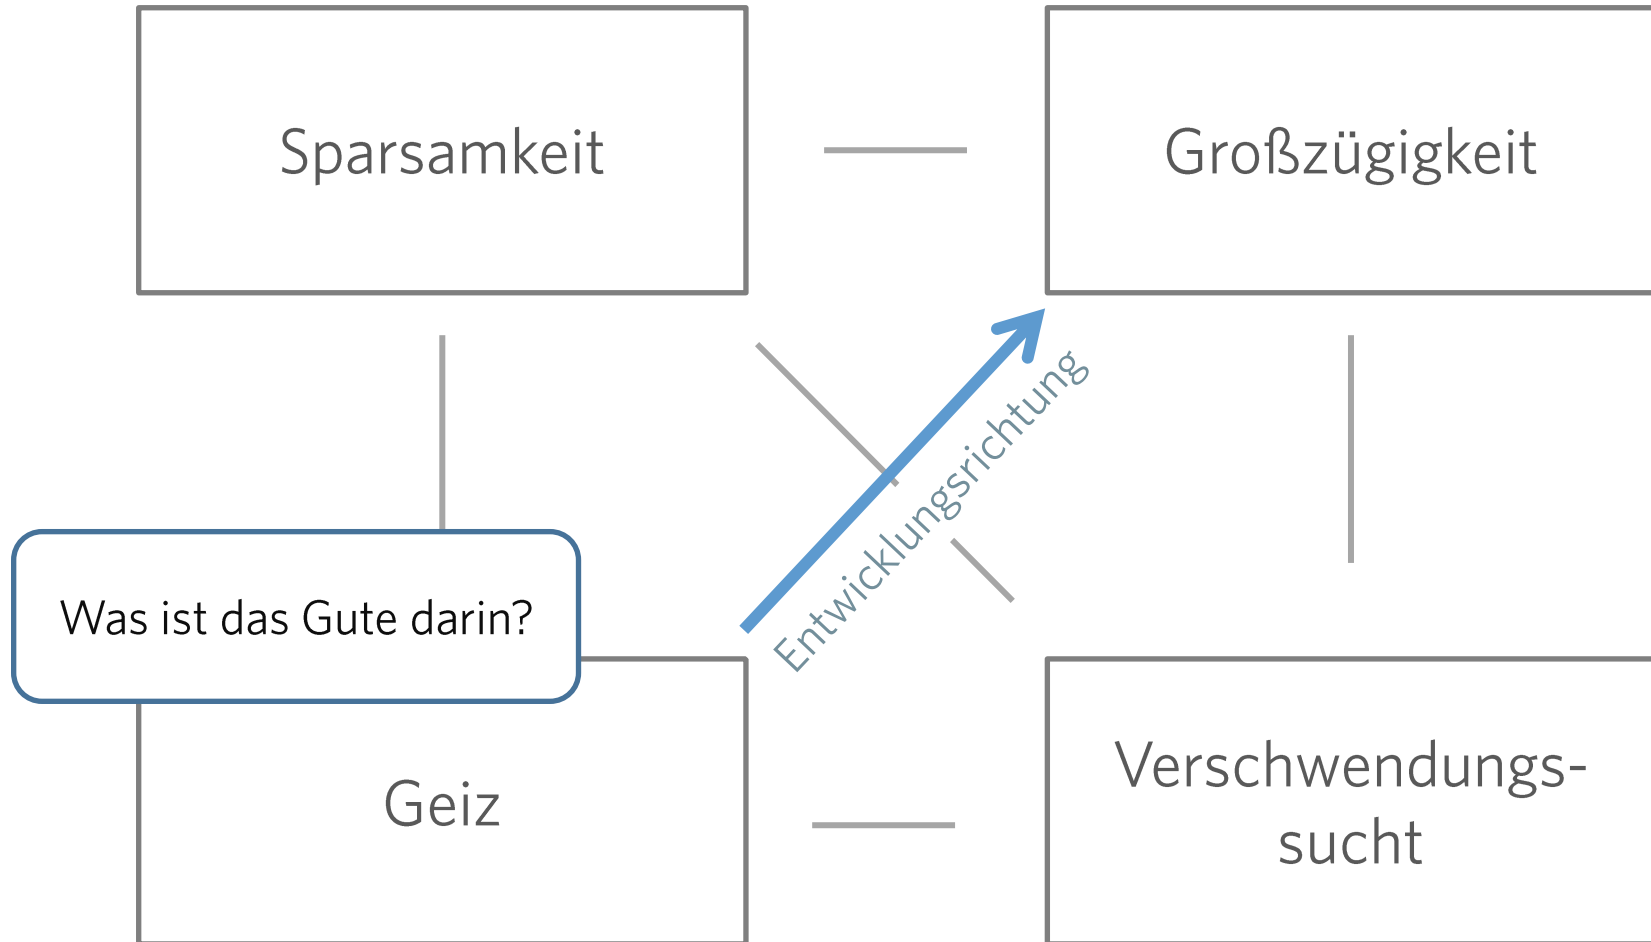 Sparsamkeit
Großzügigkeit
Entwicklungsrichtung
Was ist das Gute darin?
Geiz
Verschwendungs-
sucht